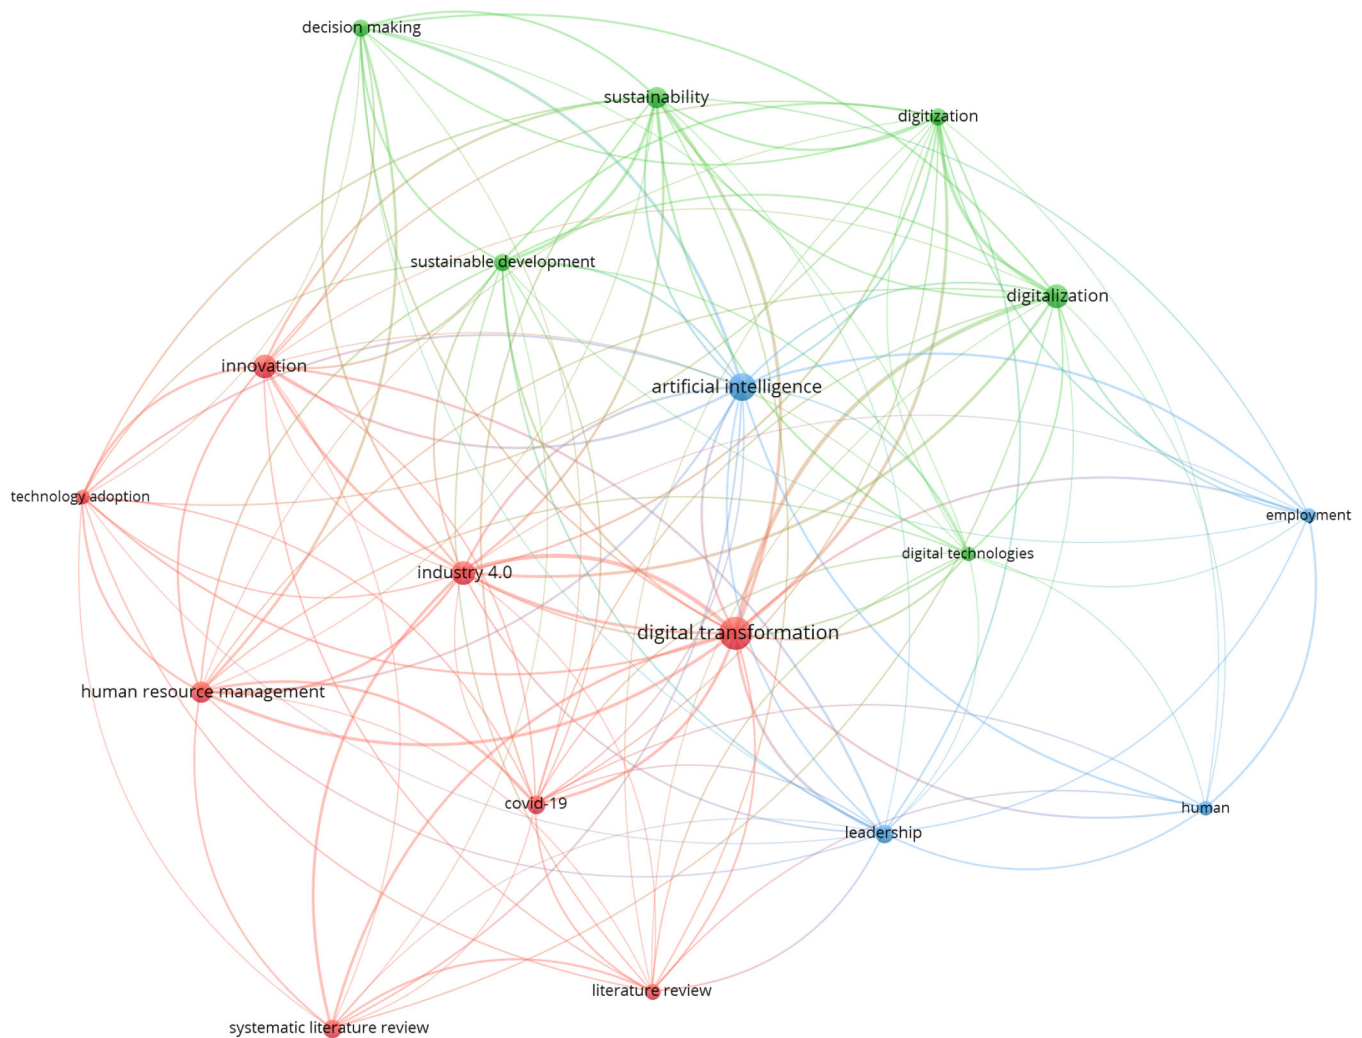 decision making
sustainability
digitization
sustainable development
digitalization
innovation
artificial intelligence
technology adoption
employment
digital technologies
industry 4.0
digital transformation
human resource management
covid-19
human
leadership
literature review
systematic literature review